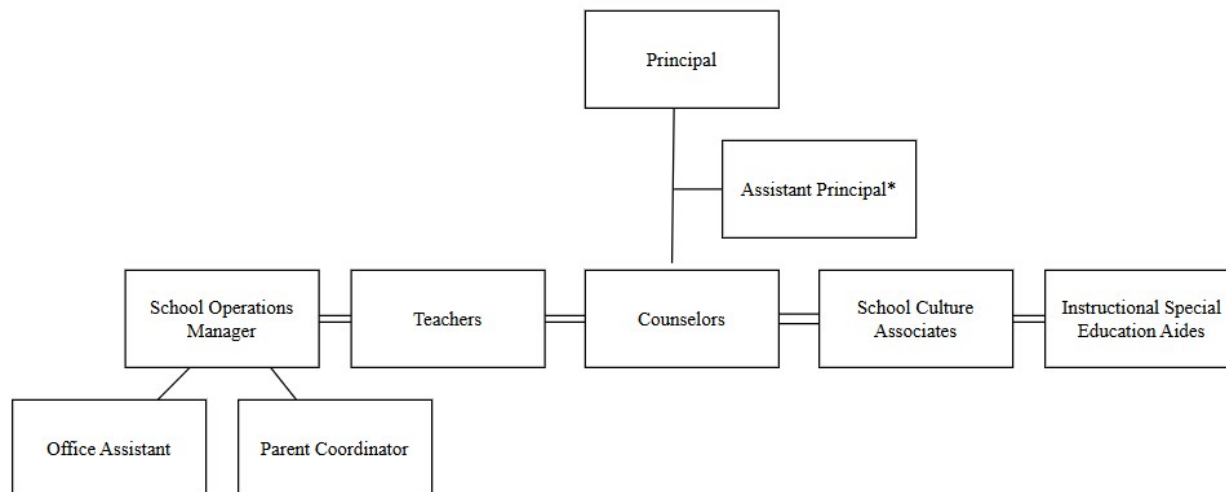 Principal
Assistant Principal*
School Operations
Manager
Teachers
Counselors
School Culture
Associates
Instructional Special
Education Aides
Office Assistant
Parent Coordinator